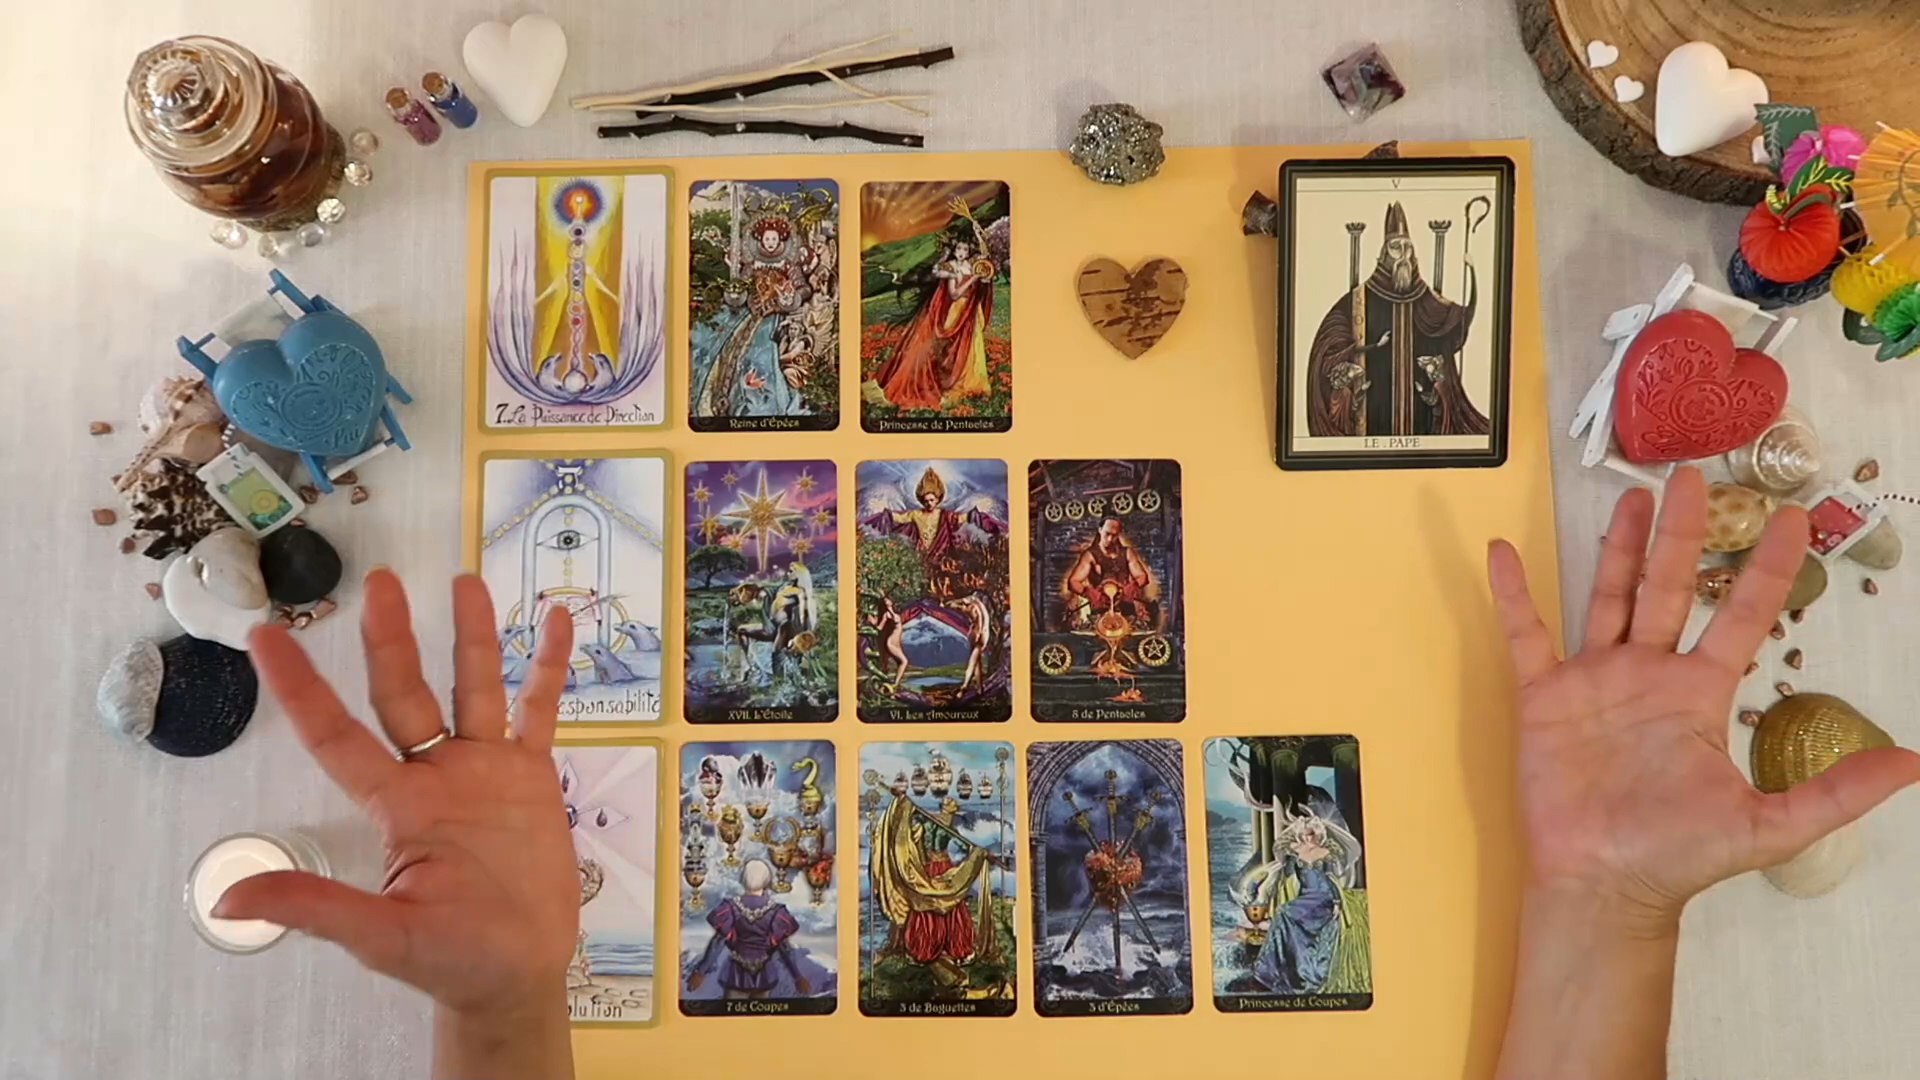 7. La Puissance de Direction
Reine d'Épées
Princesse de Pentacles
V
LE . PAPE
XVII. L'Étoile
VI. Les Amoureux
8 de Pentacles
7 de Coupes
3 de Baguettes
3 d'Épées
Princesse de Coupes